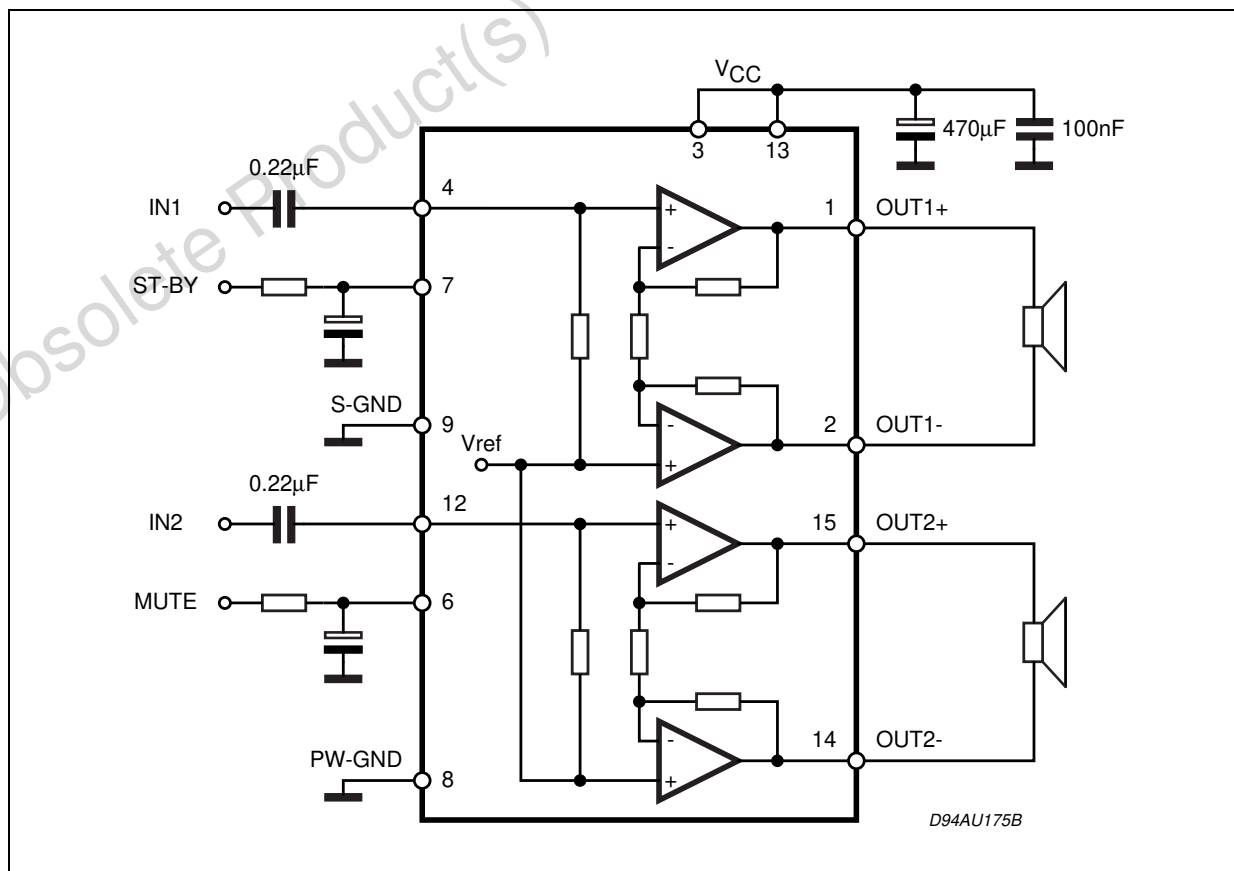 Obsolete Product(s)
VCC
470µF
100nF
3
13
0.22µF
IN1
4
+
-
1
OUT1+
ST-BY
7
S-GND
9
Vref
-
+
2
OUT1-
0.22µF
IN2
12
+
-
15
OUT2+
MUTE
6
PW-GND
8
-
+
14
OUT2-
D94AU175B